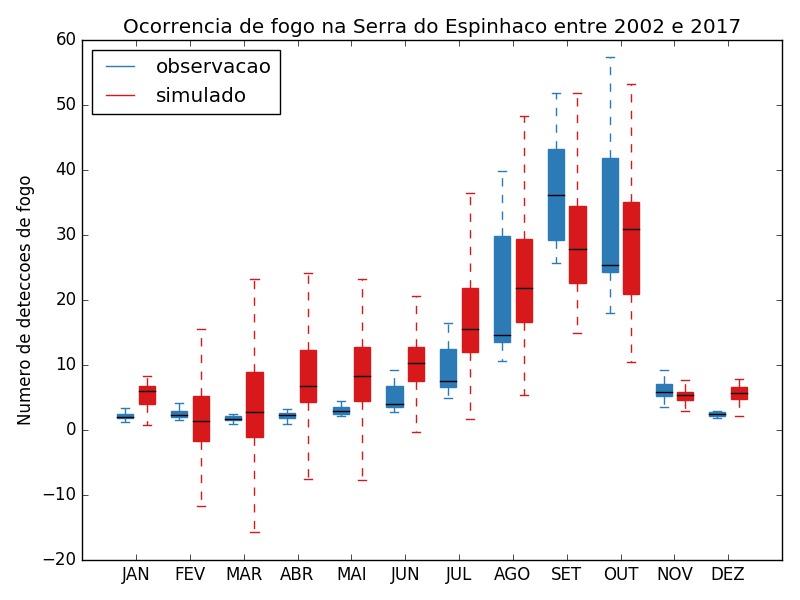 Ocorrencia de fogo na Serra do Espinhaco entre 2002 e 2017
observacao
simulado
Numero de deteccoes de fogo
60
50
40
30
20
10
0
−10
−20
JAN FEV MAR ABR MAI JUN JUL AGO SET OUT NOV DEZ